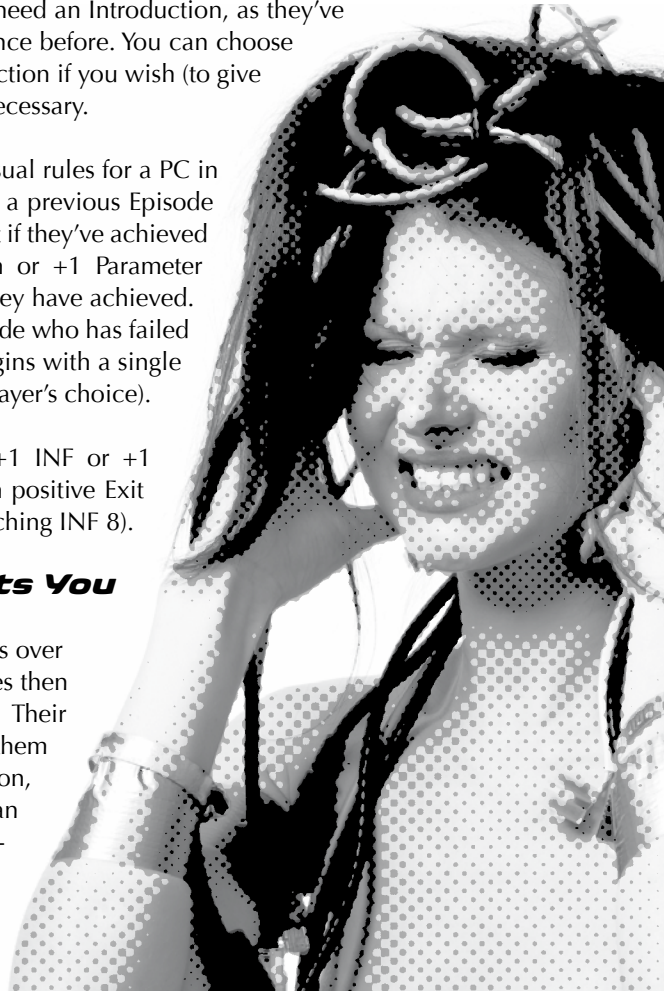 need an Introduction, as they've
nce before. You can choose
ction if you wish (to give
ecessary.
sual rules for a PC in
a previous Episode
if they've achieved
or +1 Parameter
ey have achieved.
de who has failed
gins with a single
ayer's choice).
+1 INF or +1
positive Exit
ching INF 8).
ts You
s over
es then
Their
hem
on,
an
-